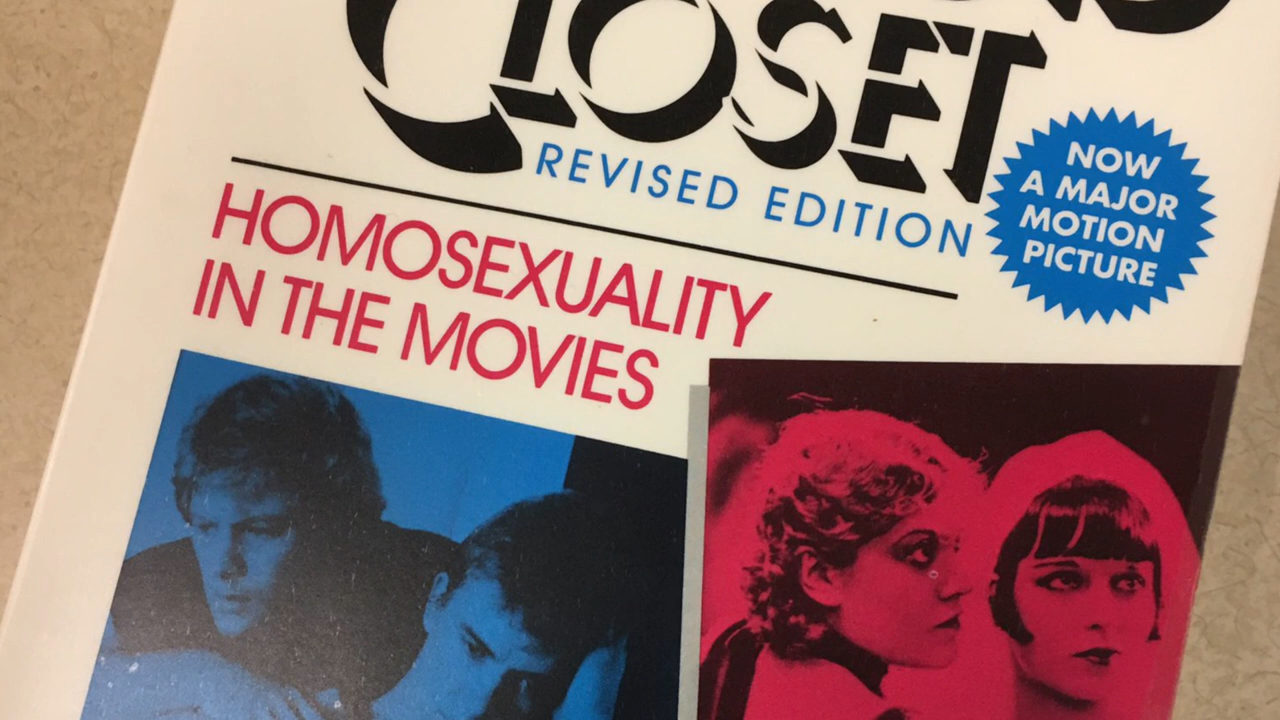 CLOSET
REVISED EDITION
NOW
A MAJOR
MOTION
PICTURE
HOMOSEXUALITY
IN THE MOVIES